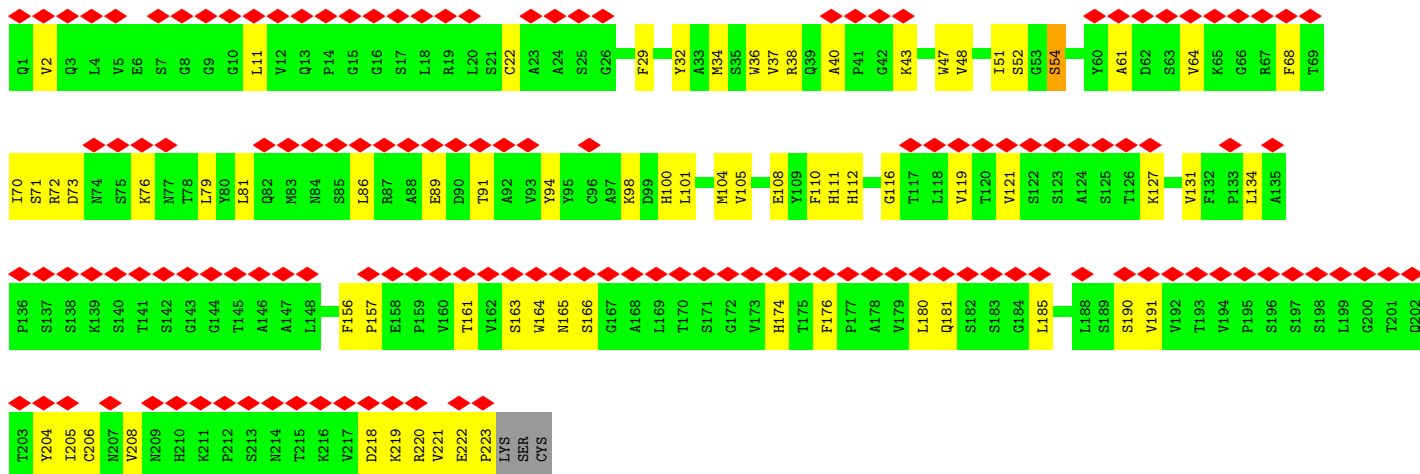 Q1 V2 Q3 L4 V5 E6 S7 G8 G9 G10 L11 V12 Q13 P14 G15 G16 S17 L18 R19 L20 S21 C22 A23 A24 S25 G26 F29 Y32 A33 M34 S35 W36 V37 R38 Q39 A40 P41 G42 K43 W47 V48 I51 S52 G53 S54 Y60 A61 D62 S63 V64 K65 G66 R67 F68 T69
I70 S71 R72 D73 N74 S75 K76 N77 T78 L79 Y80 L81 Q82 M83 N84 S85 L86 R87 A88 E89 D90 T91 A92 V93 Y94 Y95 C96 A97 K98 D99 H100 L101 M104 V105 E108 Y109 F110 H111 H112 G116 T117 L118 V119 T120 V121 S122 S123 A124 S125 T126 K127 V131 F132 P133 L134 A135
P136 S137 S138 K139 S140 T141 S142 G143 G144 T145 A146 A147 L148 F156 P157 E158 P159 V160 T161 V162 S163 W164 N165 S166 G167 A168 L169 T170 S171 G172 V173 H174 T175 F176 P177 A178 V179 L180 Q181 S182 S183 G184 L185 L188 S189 S190 V191 V192 T193 V194 P195 S196 S197 S198 L199 G200 T201 Q202
T203 Y204 I205 C206 N207 V208 N209 H210 K211 P212 S213 N214 T215 K216 V217 D218 K219 R220 V221 E222 P223 LYS SER CYS